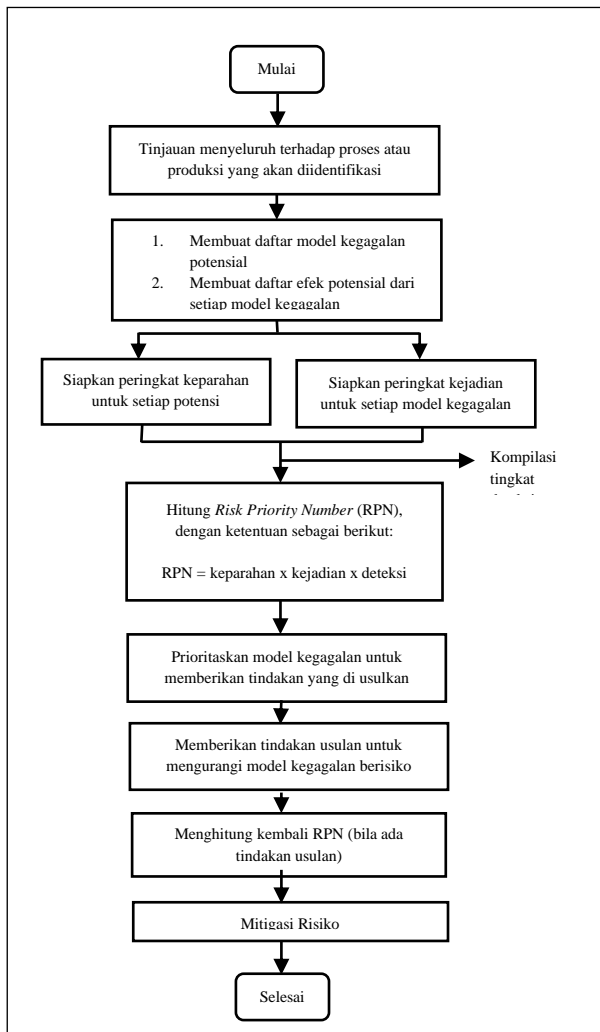 Mulai
Tinjauan menyeluruh terhadap proses atau
produksi yang akan diidentifikasi
1. Membuat daftar model kegagalan
potensial
2. Membuat daftar efek potensial dari
setiap model kegagalan
Siapkan peringkat keparahan
untuk setiap potensi
Siapkan peringkat kejadian
untuk setiap model kegagalan
Kompilasi
tingkat
Hitung Risk Priority Number (RPN),
dengan ketentuan sebagai berikut:
RPN = keparahan x kejadian x deteksi
Prioritaskan model kegagalan untuk
memberikan tindakan yang di usulkan
Memberikan tindakan usulan untuk
mengurangi model kegagalan berisiko
Menghitung kembali RPN (bila ada
tindakan usulan)
Mitigasi Risiko
Selesai